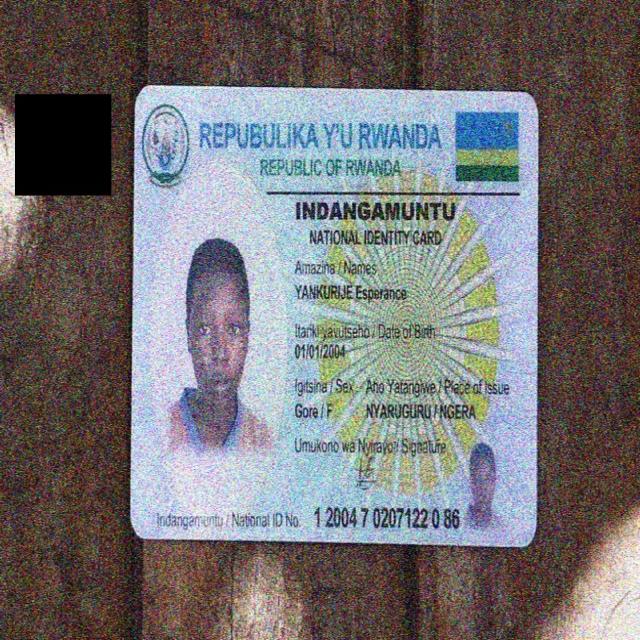 REPUBULIKA Y'U RWANDA
REPUBLIC OF RWANDA
INDANGAMUNTU
NATIONAL IDENTITY CARD
Amazina / Names
YANKURIJE Esperance
Itariki yavutseho / Date of Birth
01/01/2004
Igitsina / Sex - Aho Yatangiwe / Place of Issue
Gore / F NYARUGURU / NGERA
Umukono wa Nyirayo / Signature
Indangamuntu / National ID No. 1 2004 7 0207122 0 86